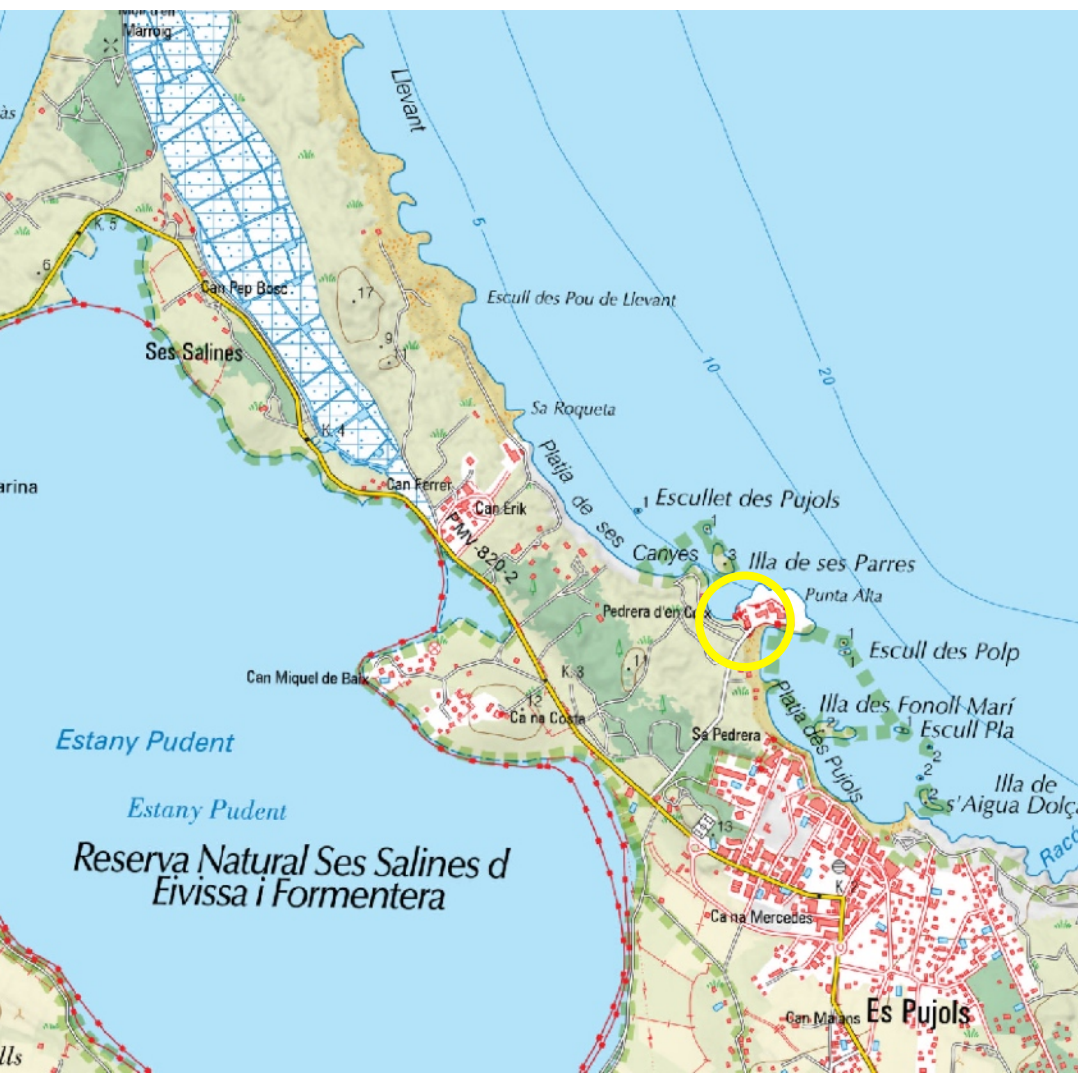 Marroig
Llevant
K. 5
6
5
Can Pep Bosc
17
Escull des Pou de Llevant
9
Ses Salines
10
20
Sa Roqueta
K. 4
Platja de ses
Canyes
arina
Can Ferrer
Can Erik
1
Escullet des Pujols
PMV-820-2
1
3
Illa de ses Parres
Punta Alta
Pedrera d'en Coix
1
1
Escull des Polp
11
K. 3
Can Miquel de Baix
12
Ca na Costa
Platja des Pujols
Illa des Fonoll Marí
2
Escull Pla
Sa Pedrera
Estany Pudent
2
2
2
Illa de
s'Aigua Dolça
Estany Pudent
13
Racó
Reserva Natural Ses Salines d
Eivissa i Formentera
K
Ca na Mercedes
Can Maians
Es Pujols
lls